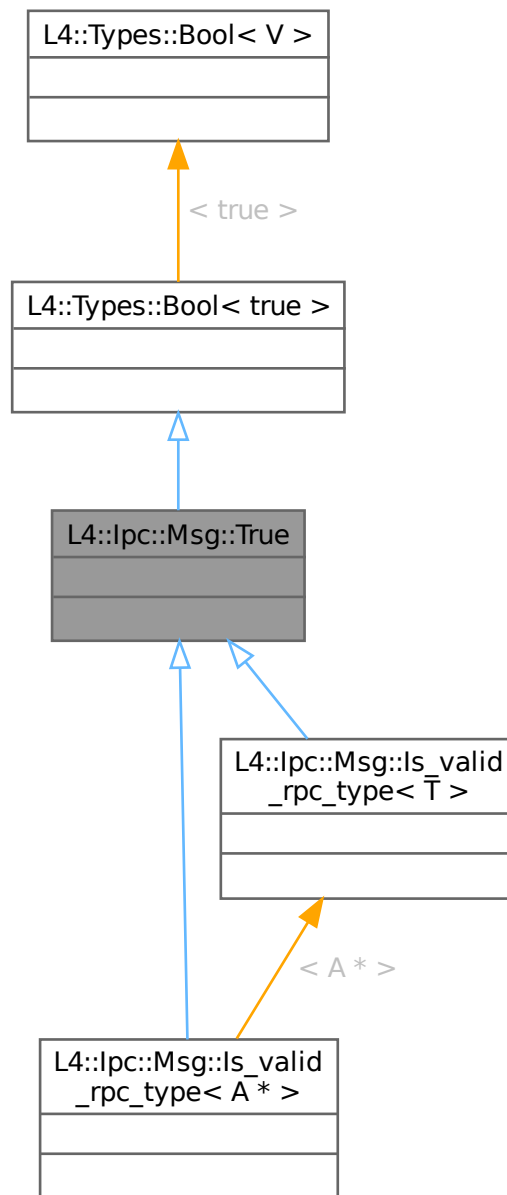 L4::Types::Bool< V >
< true >
L4::Types::Bool< true >
L4::Ipc::Msg::True
L4::Ipc::Msg::Is_valid
_rpc_type< T >
< A * >
L4::Ipc::Msg::Is_valid
_rpc_type< A * >